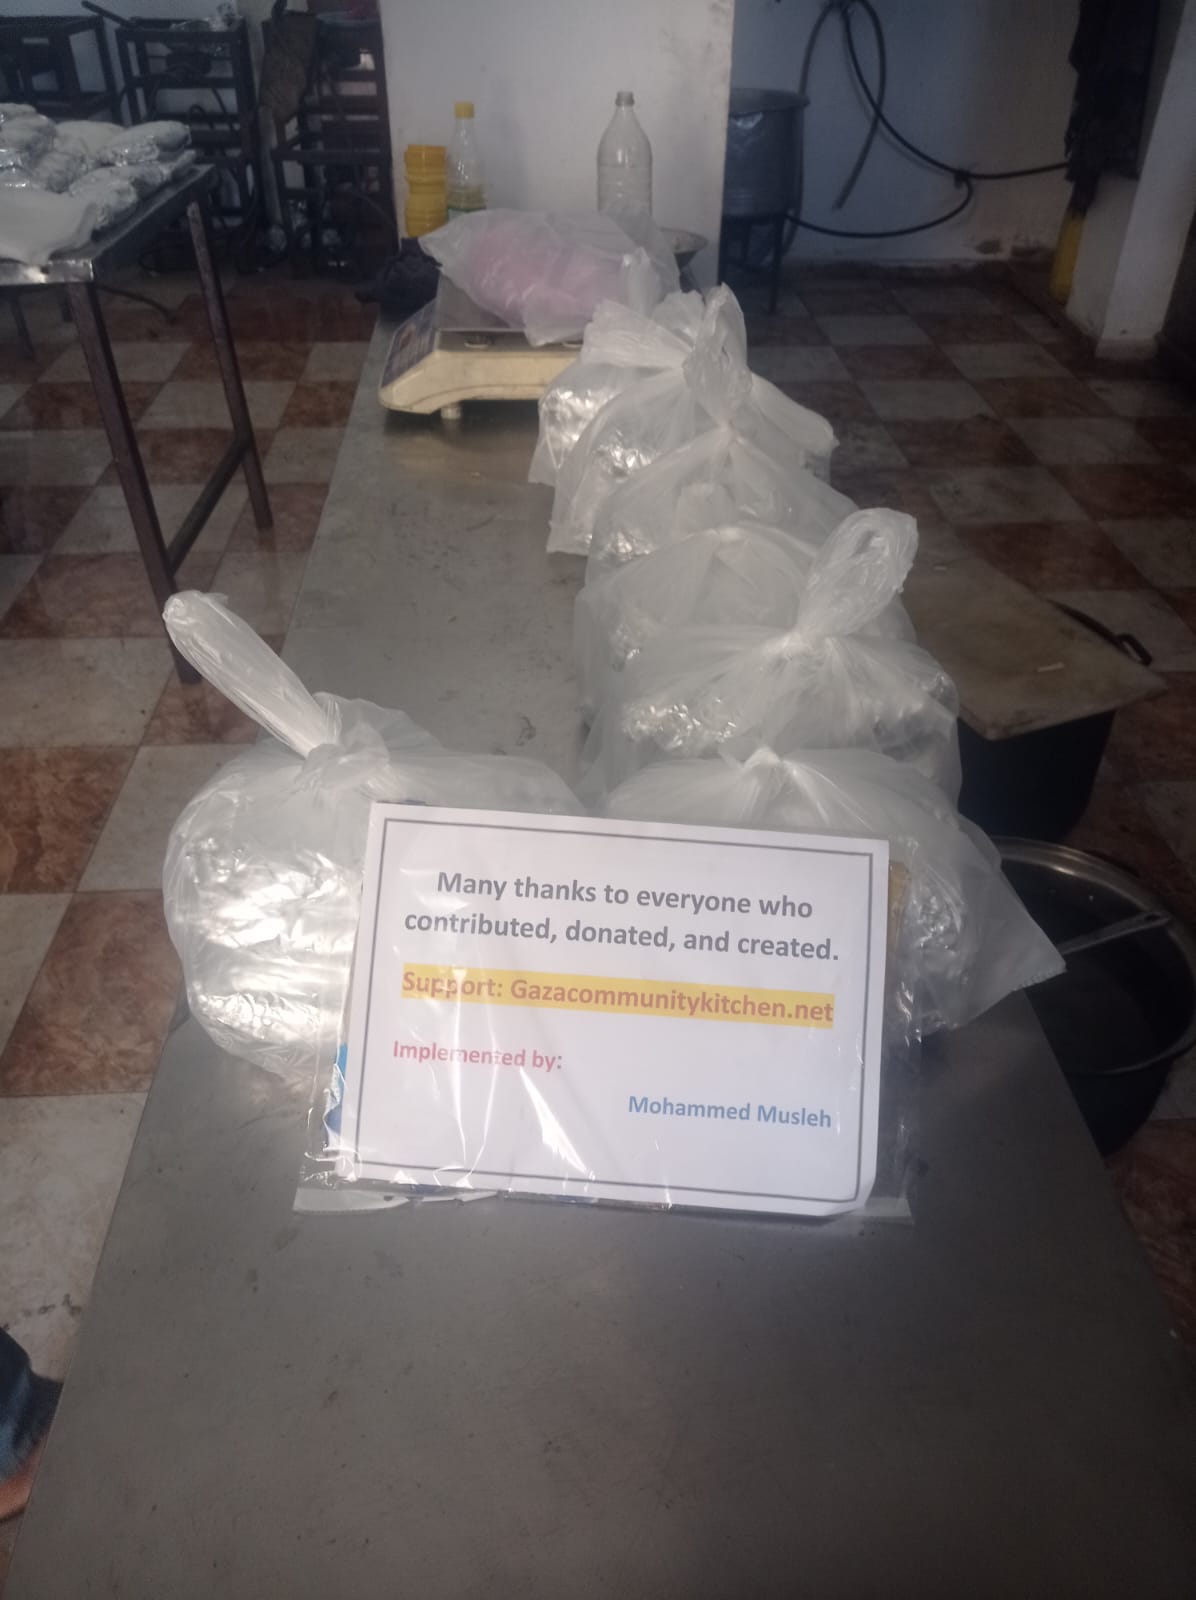 Many thanks to everyone who
contributed, donated, and created.
Support: Gazacommunitykitchen.net
Implemented by:
Mohammed Musleh